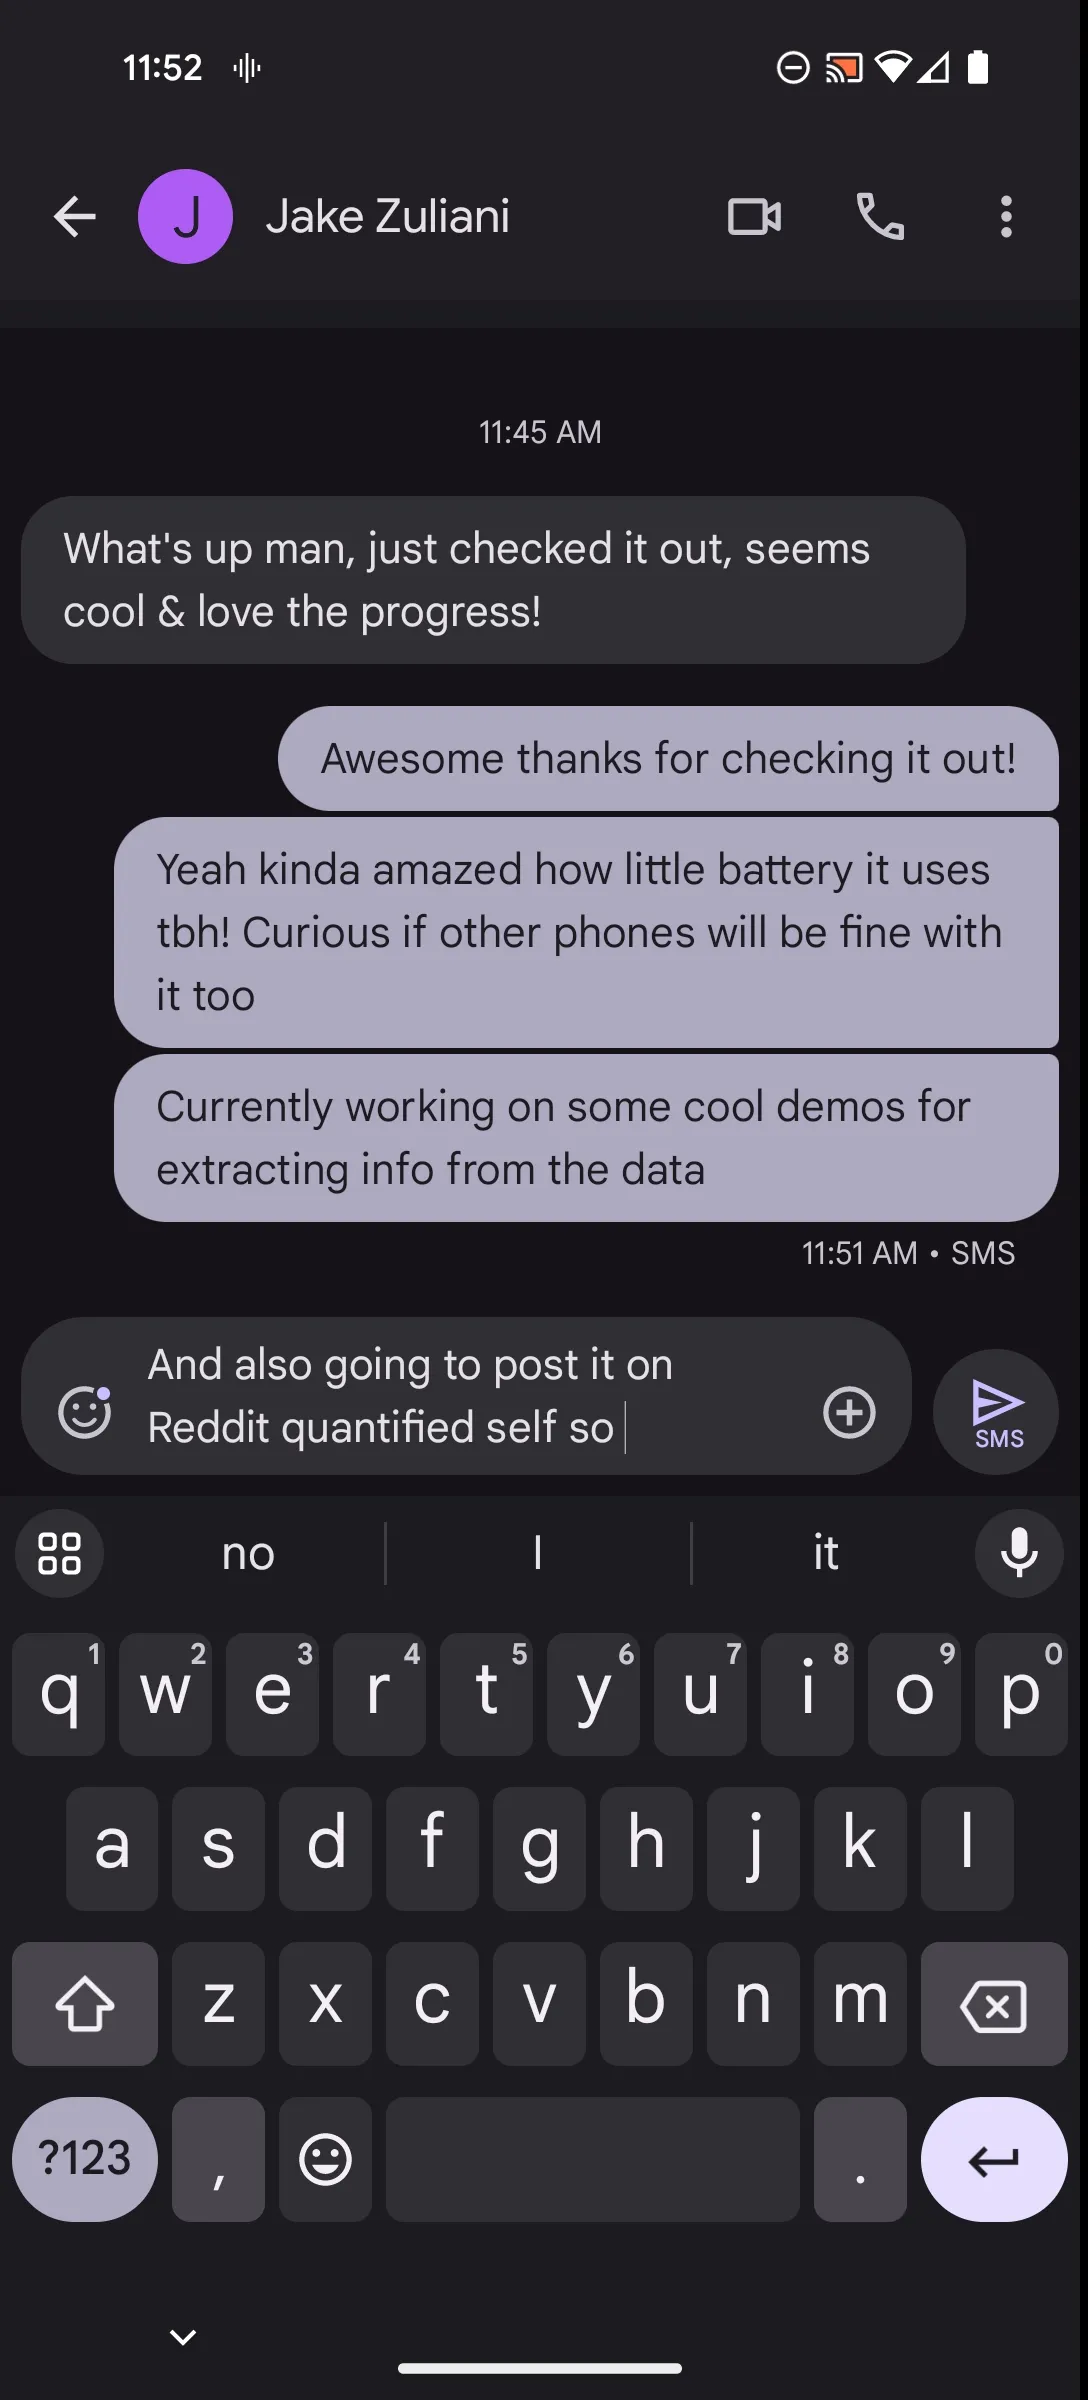 11:52
J
Jake Zuliani
11:45 AM
What's up man, just checked it out, seems
cool & love the progress!
Awesome thanks for checking it out!
Yeah kinda amazed how little battery it uses
tbh! Curious if other phones will be fine with
it too
Currently working on some cool demos for
extracting info from the data
11:51 AM • SMS
And also going to post it on
Reddit quantified self so
SMS
no I it
q1 w2 e3 r4 t5 y6 u7 i8 o9 p0
a s d f g h j k l
z x c v b n m
?123 , .